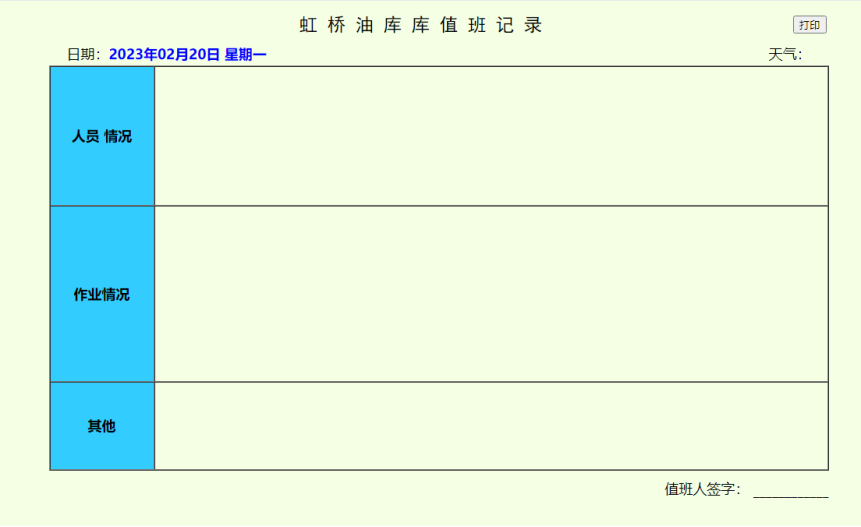 虹桥油库库值班记录
打印
日期：2023年02月20日 星期一
天气：
人员 情况
作业情况
其他
值班人签字： ____________